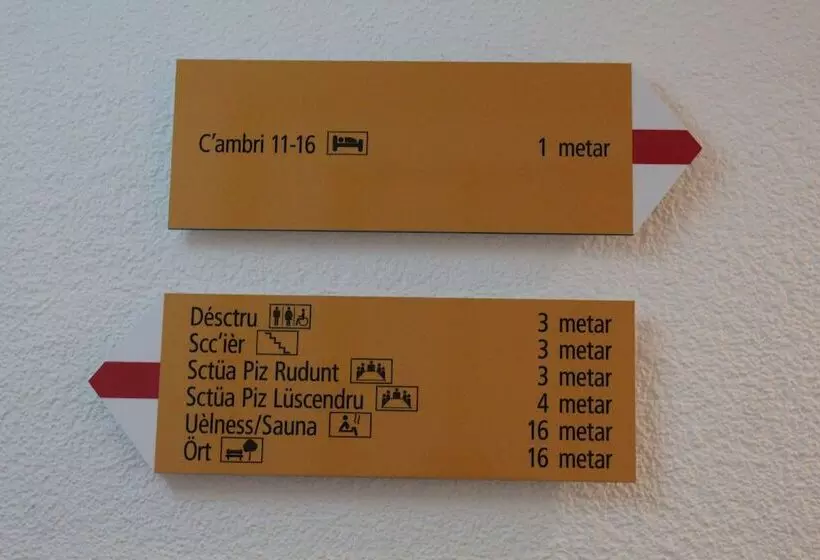 C'ambri 11-16 1 metar
Désctru 3 metar
Scc'ièr 3 metar
Sctüa Piz Rudunt 3 metar
Sctüa Piz Lüscendru 4 metar
Uèlness/Sauna 16 metar
Ört 16 metar